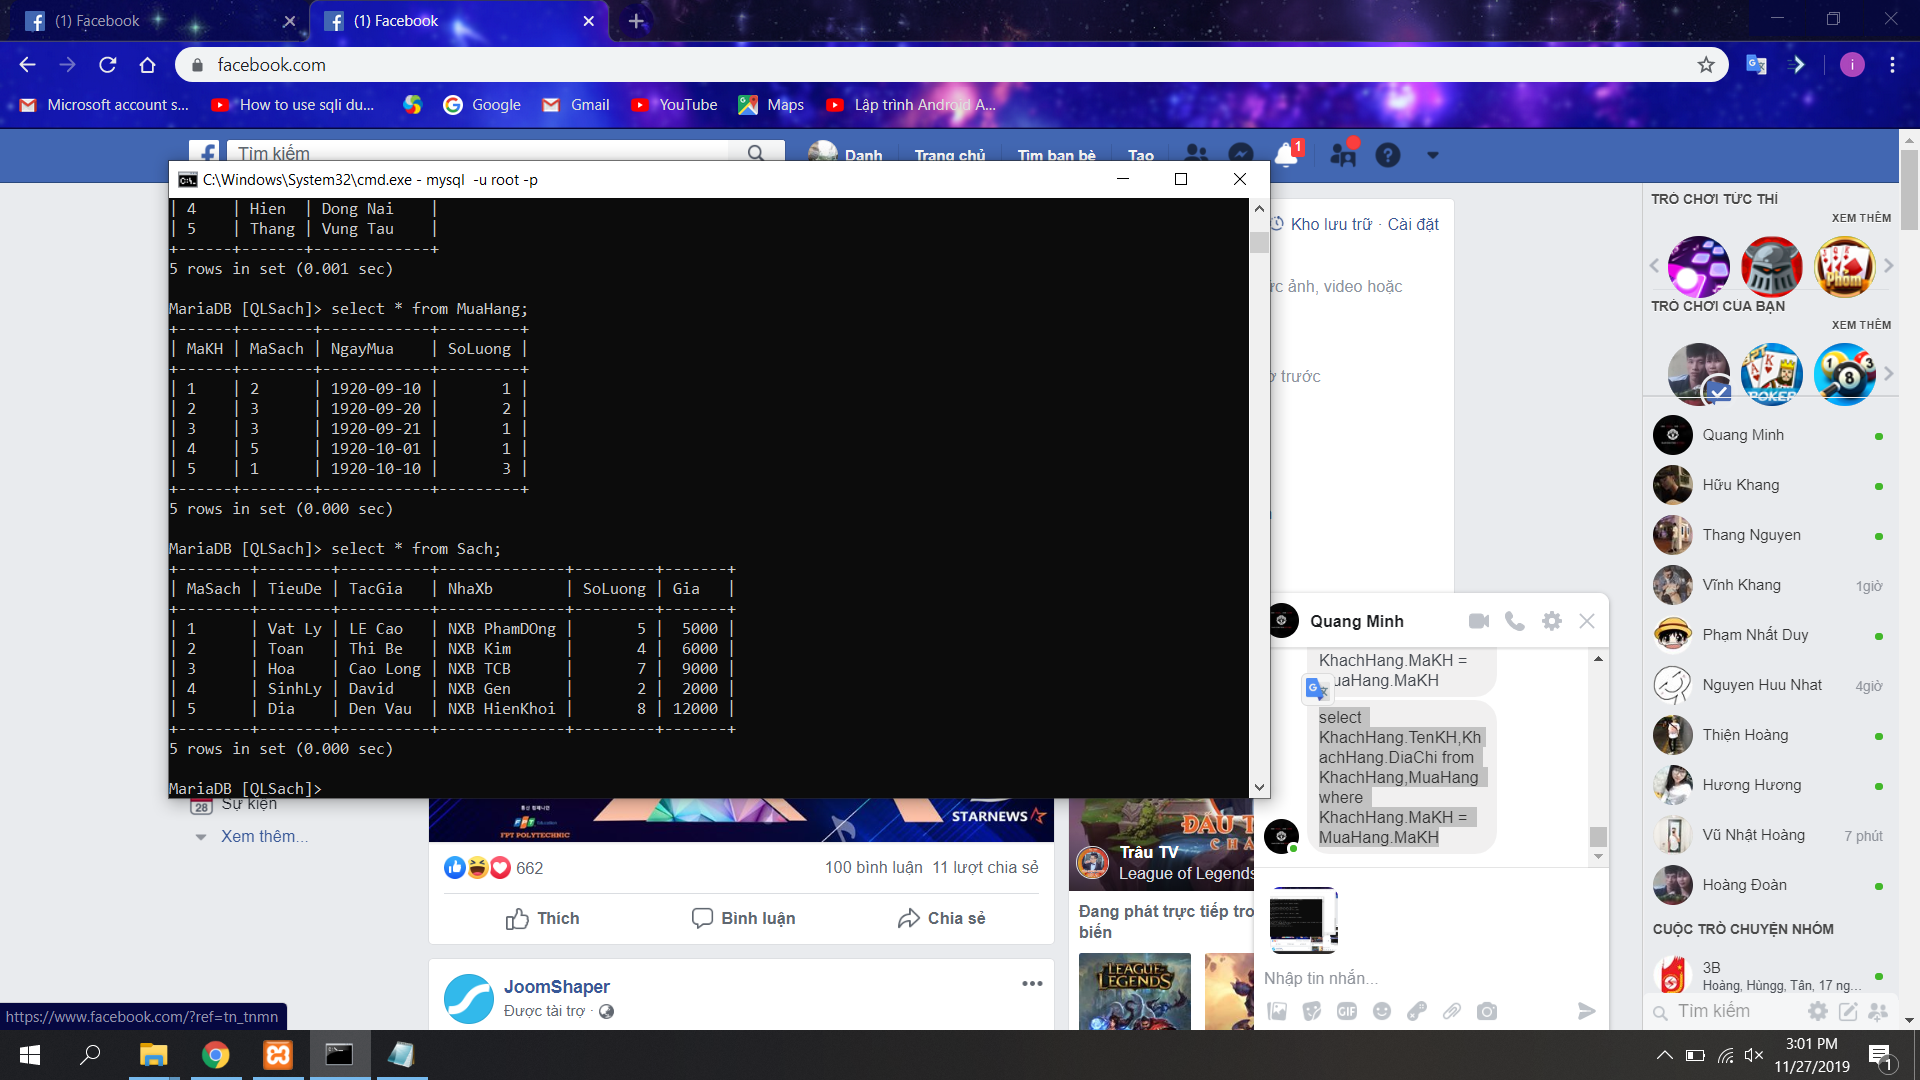 (1) Facebook
(1) Facebook
facebook.com
i
Microsoft account s...
How to use sqli du...
Google
Gmail
YouTube
Maps
Lập trình Android A...
Tìm kiếm
Danh
Trang chủ
Tìm bạn bè
Tạo
1
C:\Windows\System32\cmd.exe - mysql  -u root -p
| 4    | Hien  | Dong Nai    |
| 5    | Thang | Vung Tau    |
+------+-------+-------------+
5 rows in set (0.001 sec)
MariaDB [QLSach]> select * from MuaHang;
+------+--------+------------+---------+
| MaKH | MaSach | NgayMua    | SoLuong |
+------+--------+------------+---------+
| 1    | 2      | 1920-09-10 |       1 |
| 2    | 3      | 1920-09-20 |       2 |
| 3    | 3      | 1920-09-21 |       1 |
| 4    | 5      | 1920-10-01 |       1 |
| 5    | 1      | 1920-10-10 |       3 |
+------+--------+------------+---------+
5 rows in set (0.000 sec)
MariaDB [QLSach]> select * from Sach;
+--------+--------+----------+--------------+---------+-------+
| MaSach | TieuDe | TacGia   | NhaXb        | SoLuong | Gia   |
+--------+--------+----------+--------------+---------+-------+
| 1      | Vat Ly | LE Cao   | NXB PhamDOng |       5 |  5000 |
| 2      | Toan   | Thi Be   | NXB Kim      |       4 |  6000 |
| 3      | Hoa    | Cao Long | NXB TCB      |       7 |  9000 |
| 4      | SinhLy | David    | NXB Gen      |       2 |  2000 |
| 5      | Dia    | Den Vau  | NXB HienKhoi |       8 | 12000 |
+--------+--------+----------+--------------+---------+-------+
5 rows in set (0.000 sec)
MariaDB [QLSach]>
28 Sự kiện
Xem thêm...
FPT POLYTECHNIC
STARNEWS
662
100 bình luận 11 lượt chia sẻ
Thích
Bình luận
Chia sẻ
JoomShaper
Được tài trợ ·
Kho lưu trữ · Cài đặt
ảnh, video hoặc
trước
ĐẤU T
CHÂ
Trâu TV
League of Legends
Đang phát trực tiếp tro
biến
LEAGUE
LEGENDS
Quang Minh
KhachHang.MaKH =
uaHang.MaKH
select
KhachHang.TenKH,Kh
achHang.DiaChi from
KhachHang,MuaHang
where
KhachHang.MaKH =
MuaHang.MaKH
Nhập tin nhắn...
GIF
TRÒ CHƠI TỨC THÌ
XEM THÊM
Phom
TRÒ CHƠI CỦA BẠN
XEM THÊM
POKER
8
Quang Minh
Hữu Khang
Thang Nguyen
Vĩnh Khang 1giờ
Phạm Nhất Duy
Nguyen Huu Nhat 4giờ
Thiện Hoàng
Hương Hương
Vũ Nhật Hoàng 7 phút
Hoàng Đoàn
CUỘC TRÒ CHUYỆN NHÓM
3B
Hoàng, Hùngg, Tân, 17 ng...
Tìm kiếm
https://www.facebook.com/?ref=tn_tnmn
3:01 PM
11/27/2019
1